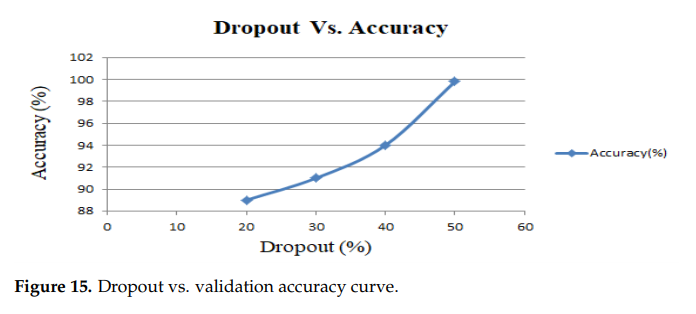 Dropout Vs. Accuracy
Accuracy (%)
102
100
98
96
94
92
90
88
0 10 20 30 40 50 60
Dropout (%)
Accuracy(%)
Figure 15. Dropout vs. validation accuracy curve.